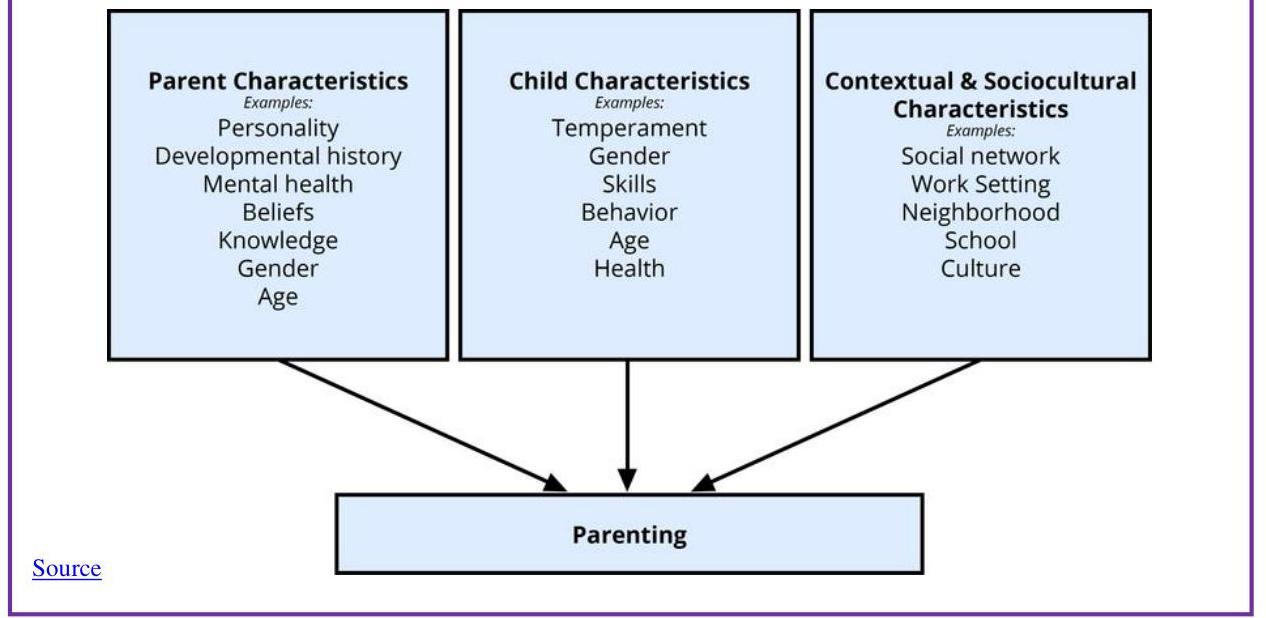 Parent Characteristics
Examples:
Personality
Developmental history
Mental health
Beliefs
Knowledge
Gender
Age
Child Characteristics
Examples:
Temperament
Gender
Skills
Behavior
Age
Health
Contextual & Sociocultural
Characteristics
Examples:
Social network
Work Setting
Neighborhood
School
Culture
Parenting
Source